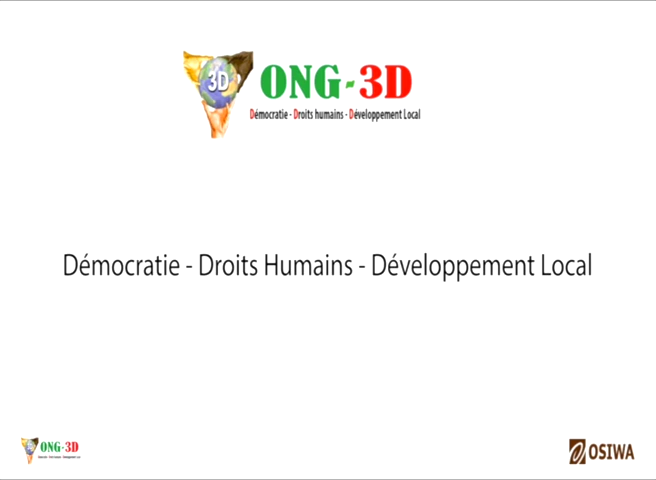 3D ONG-3D
Démocratie - Droits humains - Développement Local
Démocratie - Droits Humains - Développement Local
ONG-3D
OSIWA